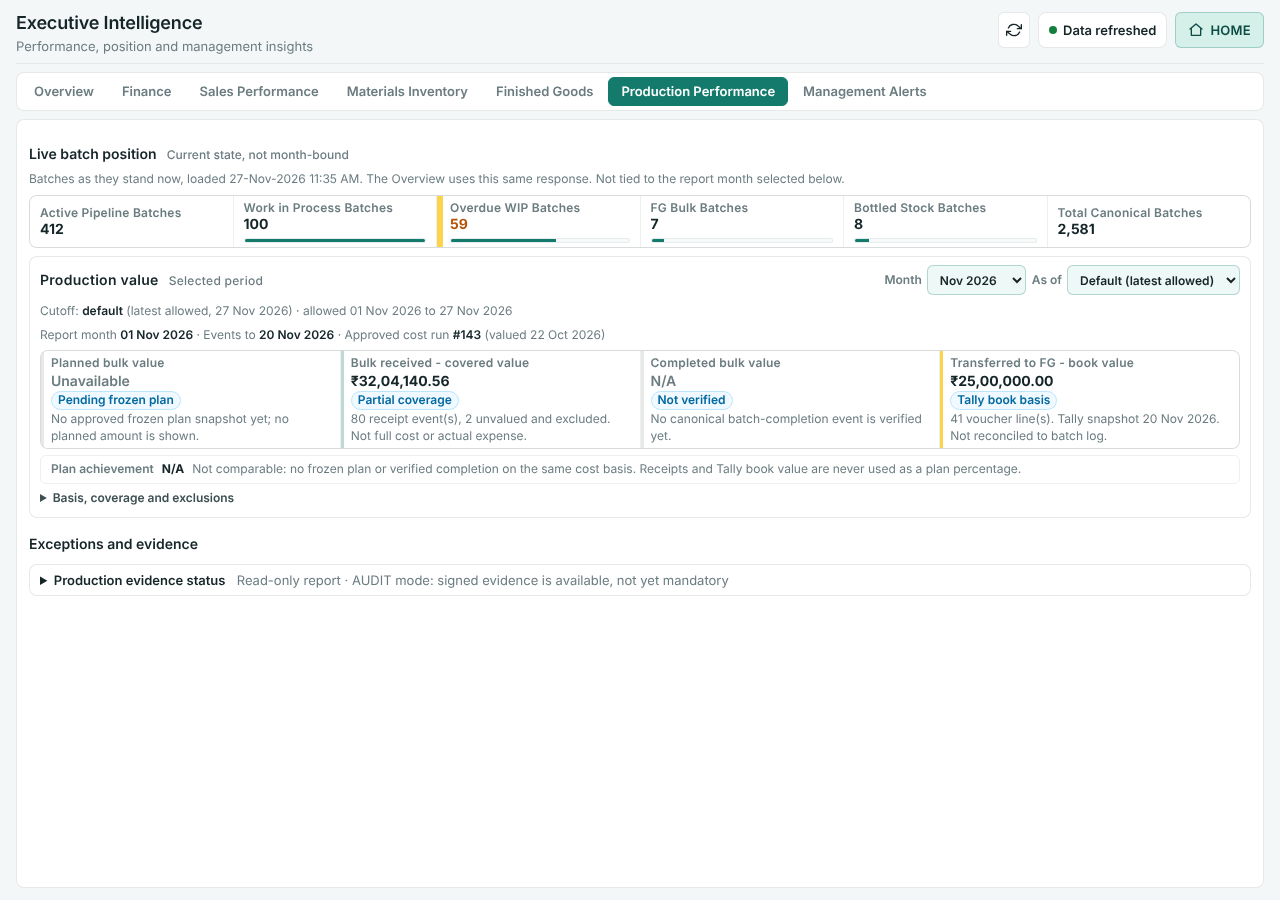 Executive Intelligence
Performance, position and management insights
Data refreshed
HOME
Overview
Finance
Sales Performance
Materials Inventory
Finished Goods
Production Performance
Management Alerts
Live batch position Current state, not month-bound
Batches as they stand now, loaded 27-Nov-2026 11:35 AM. The Overview uses this same response. Not tied to the report month selected below.
Active Pipeline Batches
412
Work in Process Batches
100
Overdue WIP Batches
59
FG Bulk Batches
7
Bottled Stock Batches
8
Total Canonical Batches
2,581
Production value Selected period
Month Nov 2026 As of Default (latest allowed)
Cutoff: default (latest allowed, 27 Nov 2026) · allowed 01 Nov 2026 to 27 Nov 2026
Report month 01 Nov 2026 · Events to 20 Nov 2026 · Approved cost run #143 (valued 22 Oct 2026)
Planned bulk value
Unavailable
Pending frozen plan
No approved frozen plan snapshot yet; no
planned amount is shown.
Bulk received - covered value
₹32,04,140.56
Partial coverage
80 receipt event(s), 2 unvalued and excluded.
Not full cost or actual expense.
Completed bulk value
N/A
Not verified
No canonical batch-completion event is verified
yet.
Transferred to FG - book value
₹25,00,000.00
Tally book basis
41 voucher line(s). Tally snapshot 20 Nov 2026.
Not reconciled to batch log.
Plan achievement N/A Not comparable: no frozen plan or verified completion on the same cost basis. Receipts and Tally book value are never used as a plan percentage.
Basis, coverage and exclusions
Exceptions and evidence
Production evidence status Read-only report · AUDIT mode: signed evidence is available, not yet mandatory